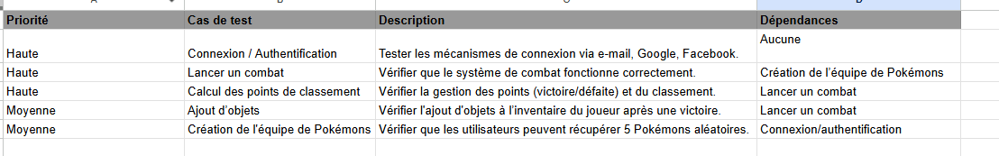 Priorité Cas de test Description Dépendances
Haute Connexion / Authentification Tester les mécanismes de connexion via e-mail, Google, Facebook. Aucune
Haute Lancer un combat Vérifier que le système de combat fonctionne correctement. Création de l'équipe de Pokémons
Haute Calcul des points de classement Vérifier la gestion des points (victoire/défaite) et du classement. Lancer un combat
Moyenne Ajout d'objets Vérifier l'ajout d'objets à l'inventaire du joueur après une victoire. Lancer un combat
Moyenne Création de l'équipe de Pokémons Vérifier que les utilisateurs peuvent récupérer 5 Pokémons aléatoires. Connexion/authentification